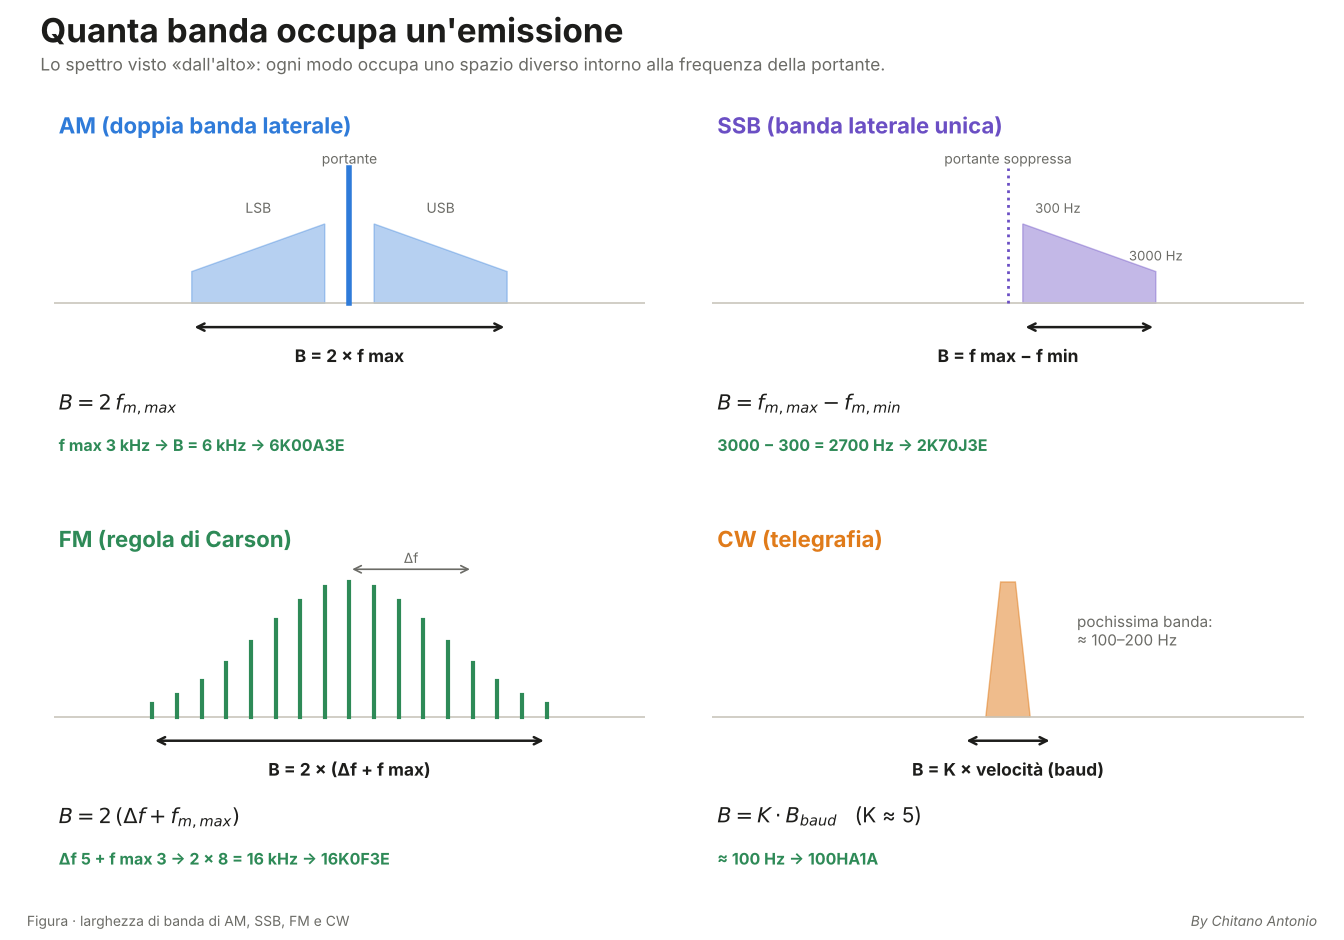 Quanta banda occupa un'emissione
Lo spettro visto «dall'alto»: ogni modo occupa uno spazio diverso intorno alla frequenza della portante.
AM (doppia banda laterale)
portante
LSB
USB
B = 2 × f max
B = 2 f_{m, max}
f max 3 kHz → B = 6 kHz → 6K00A3E
SSB (banda laterale unica)
portante soppressa
300 Hz
3000 Hz
B = f max − f min
B = f_{m, max} − f_{m, min}
3000 − 300 = 2700 Hz → 2K70J3E
FM (regola di Carson)
Δf
B = 2 × (Δf + f max)
B = 2 (Δf + f_{m, max})
Δf 5 + f max 3 → 2 × 8 = 16 kHz → 16K0F3E
CW (telegrafia)
pochissima banda:
≈ 100–200 Hz
B = K × velocità (baud)
B = K · B_{baud} (K ≈ 5)
≈ 100 Hz → 100HA1A
Figura · larghezza di banda di AM, SSB, FM e CW
By Chitano Antonio